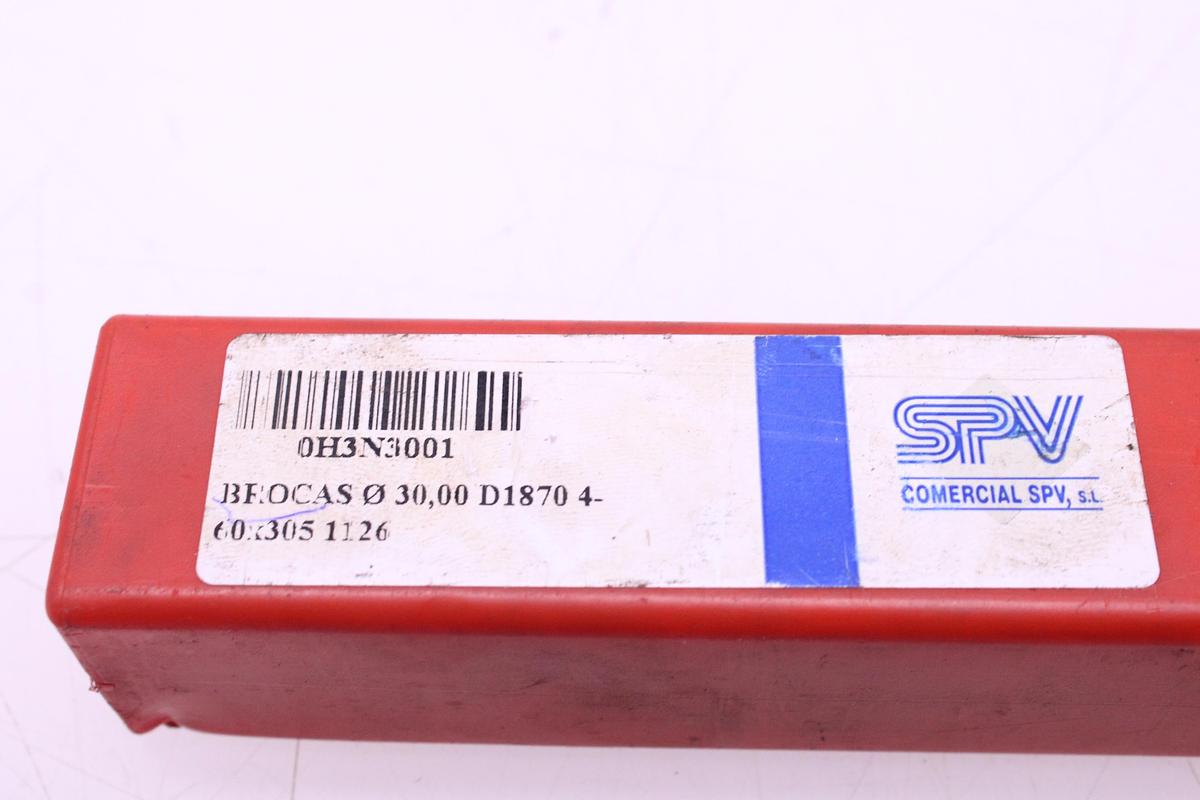 0H3N3001
BROCAS Ø 30,00 D1870 4-
60x305 1126
SPV
COMERCIAL SPV, S.L.